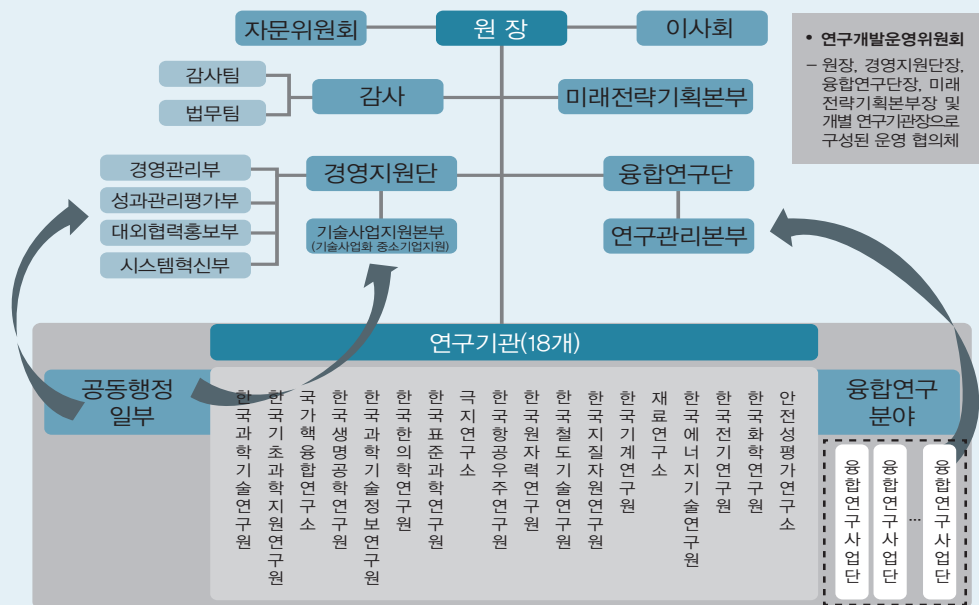 자문위원회
원 장
이사회
• 연구개발운영위원회
– 원장, 경영지원단장,
융합연구단장, 미래
전략기획본부장 및
개별 연구기관장으로
구성된 운영 협의체
감사팀
법무팀
감사
미래전략기획본부
경영관리부
성과관리평가부
대외협력홍보부
시스템혁신부
경영지원단
융합연구단
기술사업지원본부
(기술사업화 중소기업지원)
연구관리본부
연구기관(18개)
공동행정
일부
한국과학기술연구원
한국기초과학지원연구원
국가핵융합연구소
한국생명공학연구원
한국과학기술정보연구원
한국한의학연구원
한국표준과학연구원
극지연구소
한국항공우주연구원
한국원자력연구원
한국철도기술연구원
한국지질자원연구원
한국기계연구원
재료연구소
한국에너지기술연구원
한국전기연구원
한국화학연구원
안전성평가연구소
융합연구
분야
융합연구사업단
융합연구사업단
...
융합연구사업단